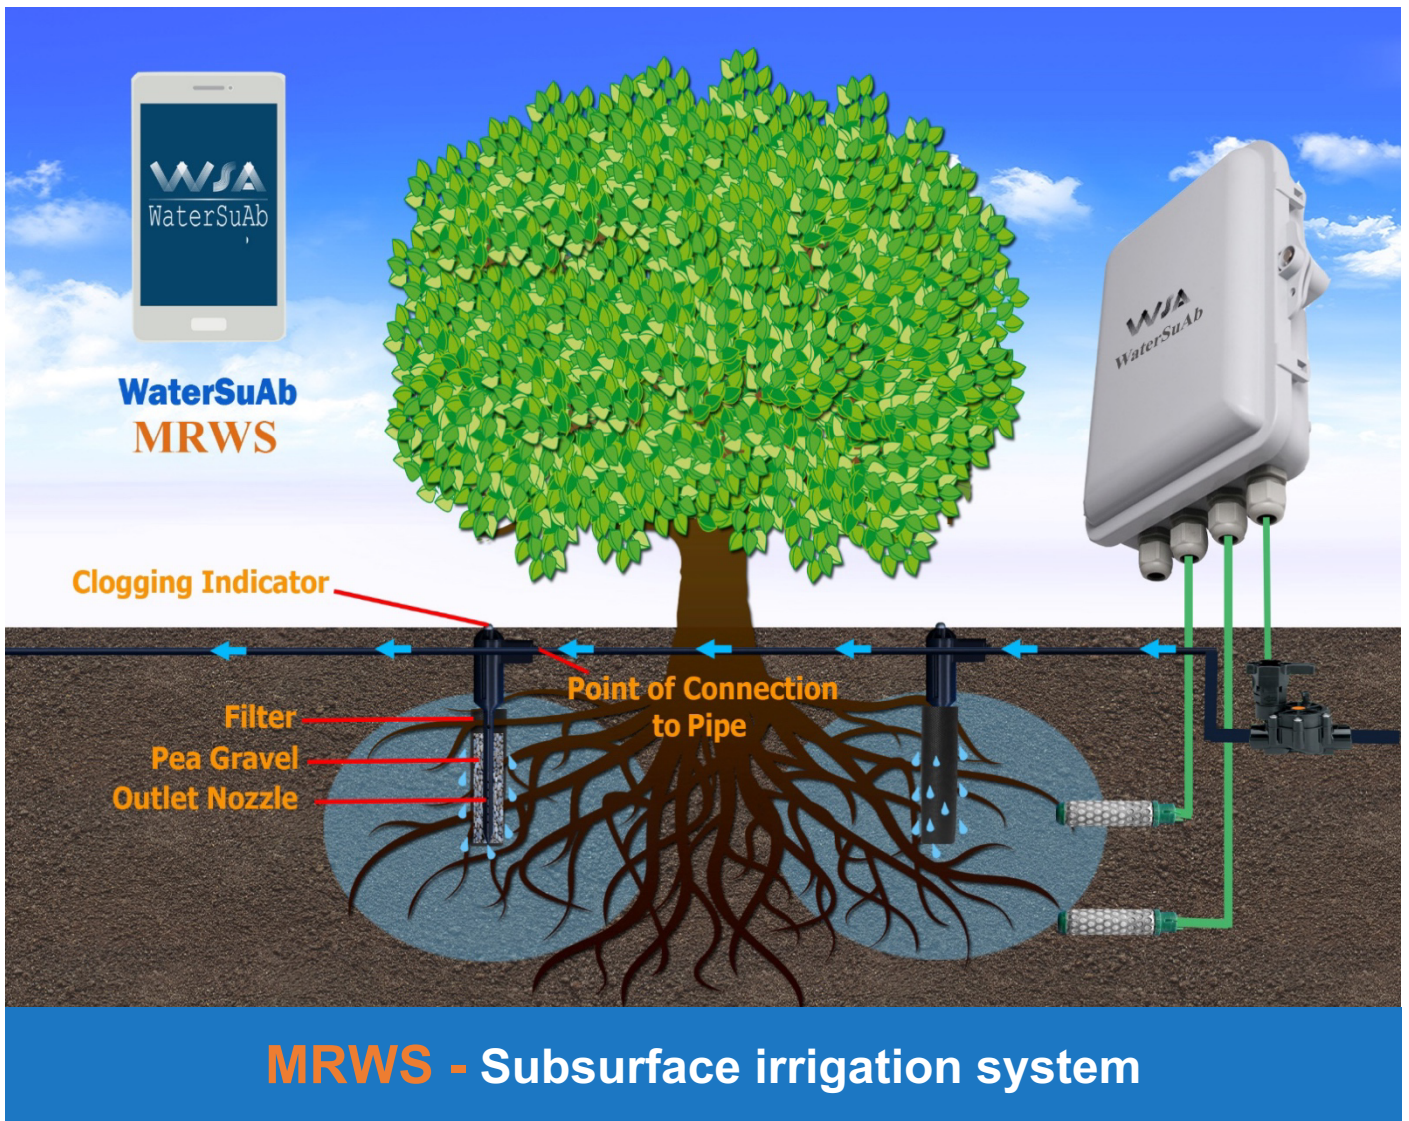 WSA
WaterSuAb
WaterSuAb
MRWS
WSA
WaterSuAb
Clogging Indicator
Point of Connection
to Pipe
Filter
Pea Gravel
Outlet Nozzle
MRWS - Subsurface irrigation system